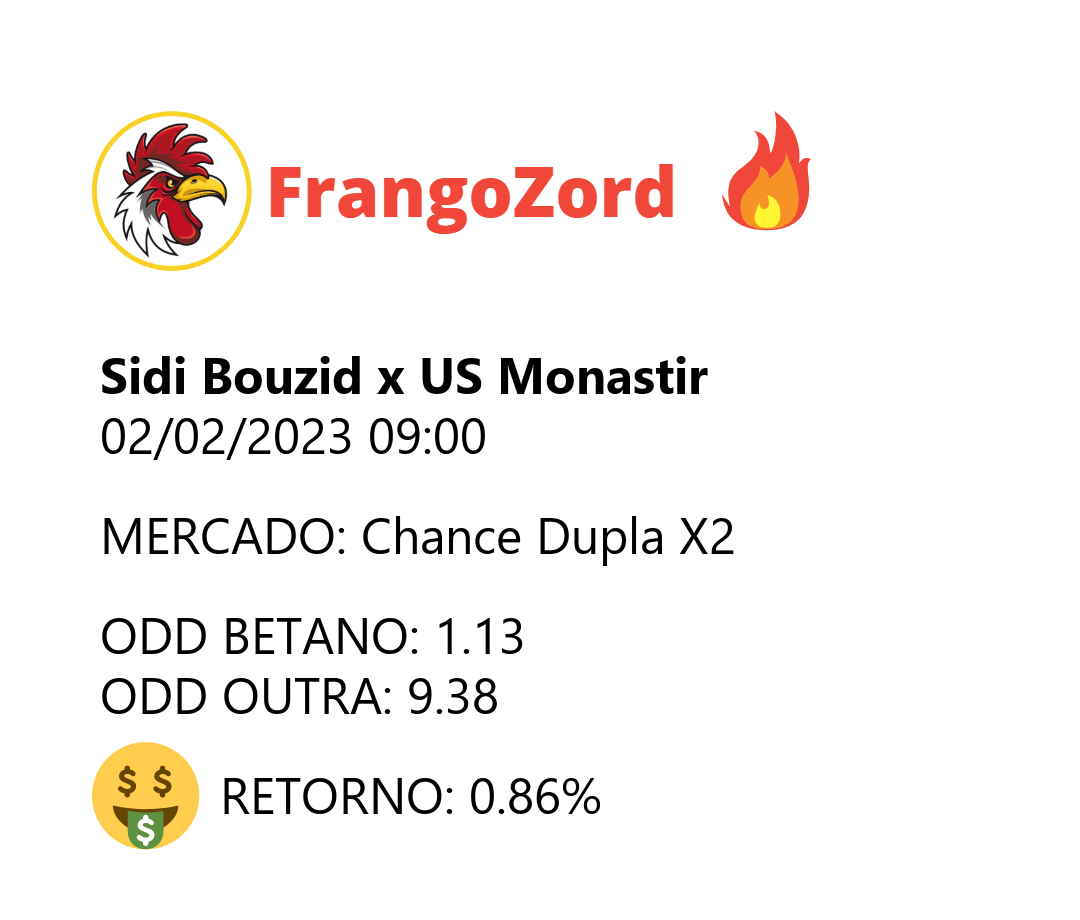 FrangoZord
Sidi Bouzid x US Monastir
02/02/2023 09:00
MERCADO: Chance Dupla X2
ODD BETANO: 1.13
ODD OUTRA: 9.38
RETORNO: 0.86%